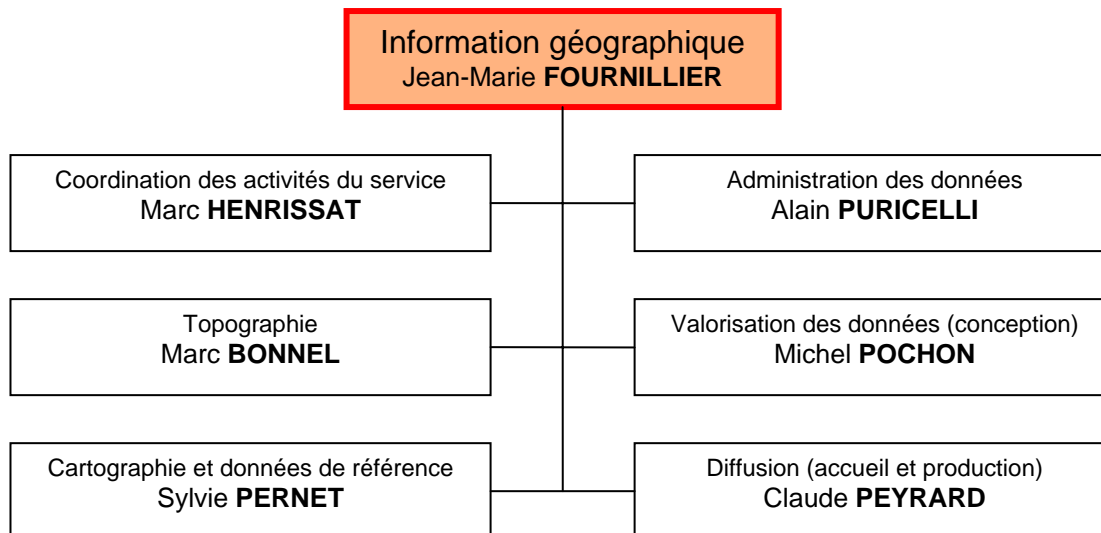 Information géographique
Jean-Marie FOURNILLIER
Coordination des activités du service
Marc HENRISSAT
Administration des données
Alain PURICELLI
Topographie
Marc BONNEL
Valorisation des données (conception)
Michel POCHON
Cartographie et données de référence
Sylvie PERNET
Diffusion (accueil et production)
Claude PEYRARD